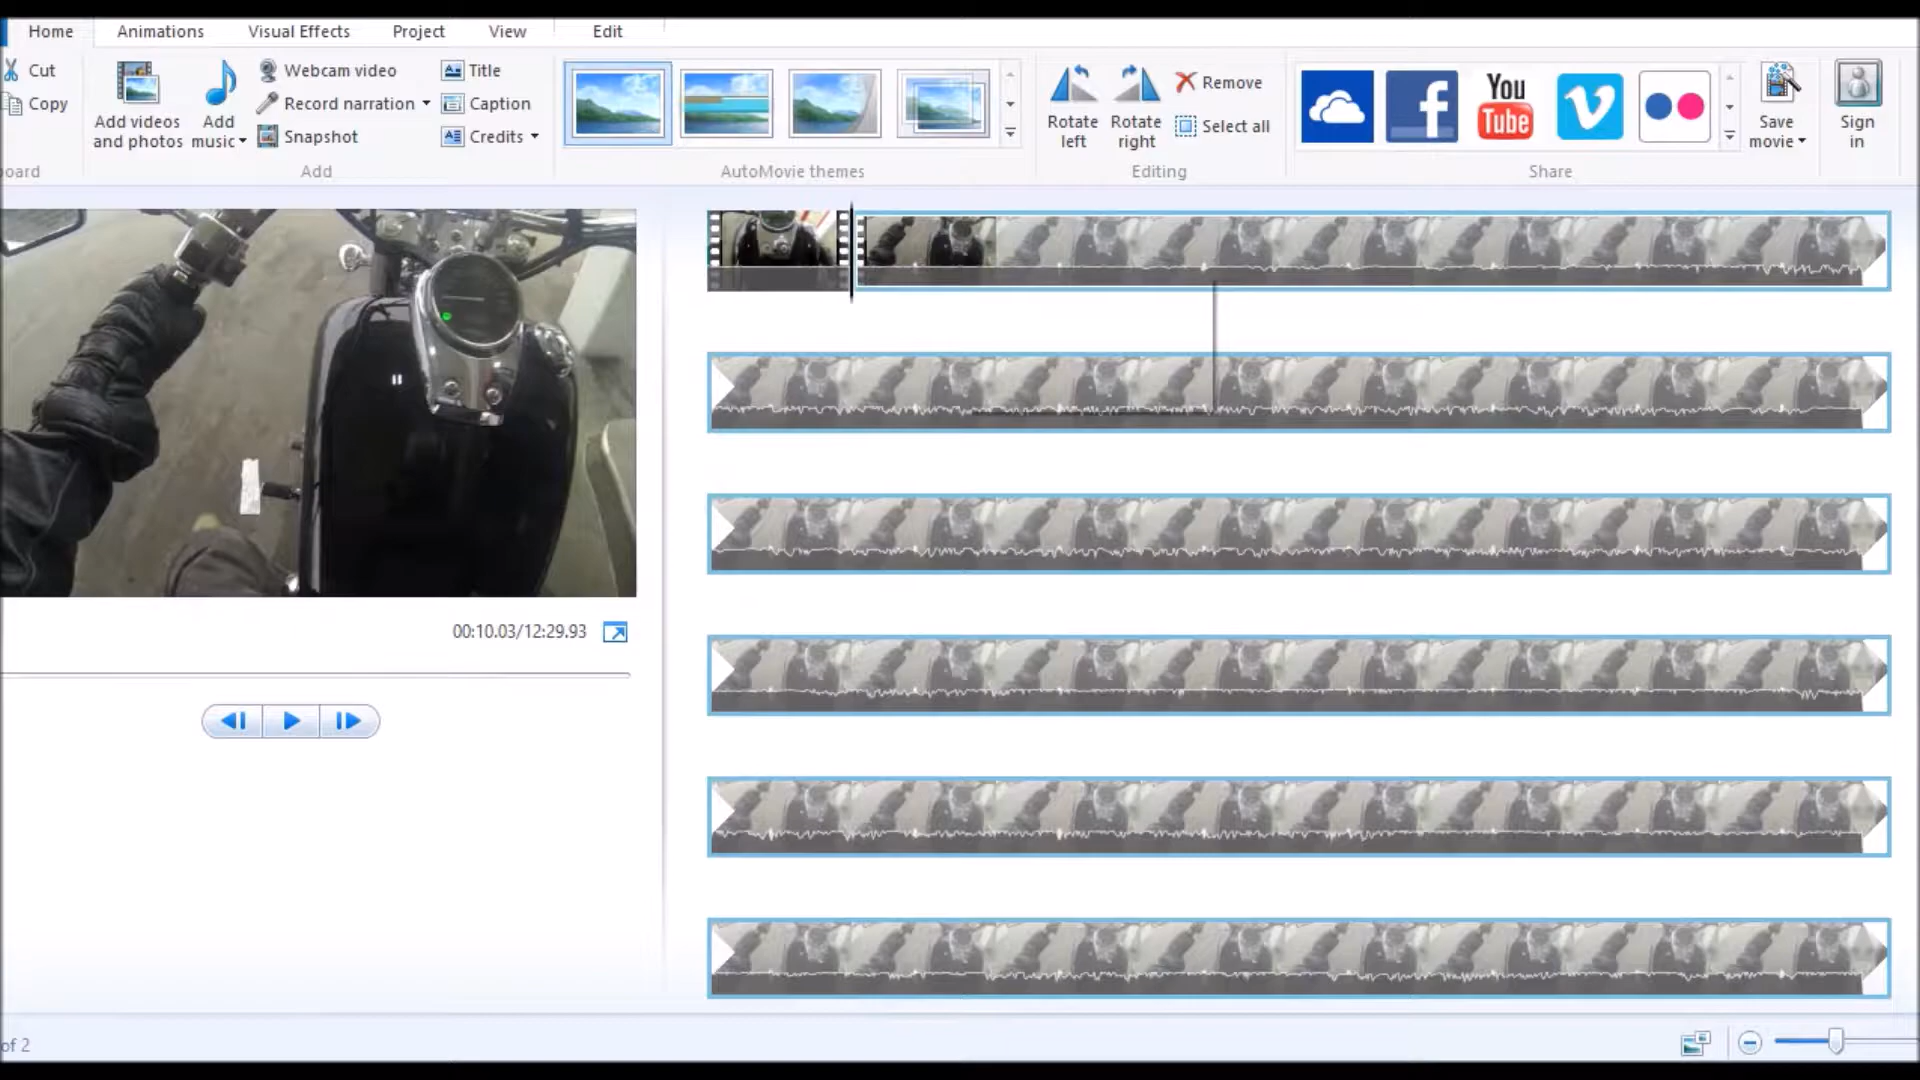 Home Animations Visual Effects Project View Edit
Cut
Copy
Add videos
and photos
Add
music
Webcam video
Record narration
Snapshot
Title
Caption
Credits
Rotate
left
Rotate
right
Remove
Select all
You
Tube
Save
movie
Sign
in
oard Add AutoMovie themes Editing Share
00:10.03/12:29.93
of 2